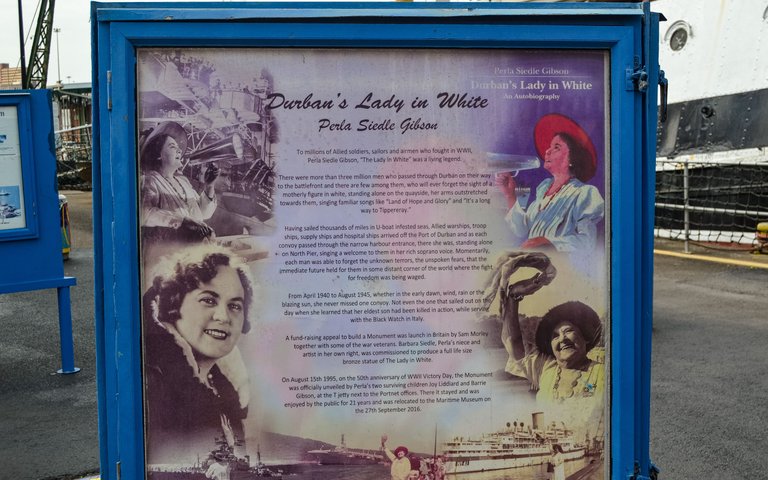 Durban's Lady in White
Perla Siedle Gibson
Perla Siedle Gibson
Durban's Lady in White
An Autobiography
To millions of Allied soldiers, sailors and airmen who fought in WWII,
Perla Siedle Gibson, "The Lady In White" was a living legend.
There were more than three million men who passed through Durban on their way
to the battlefront and there are few among them, who will ever forget the sight of a
motherly figure in white, standing alone on the quayside, her arms outstretched
towards them, singing familiar songs like "Land of Hope and Glory" and "It's a long
way to Tippereray."
Having sailed thousands of miles in U-boat infested seas, Allied warships, troop
ships, supply ships and hospital ships arrived off the Port of Durban and as each
convoy passed through the narrow harbour entrance, there she was, standing alone
on North Pier, singing a welcome to them in her rich soprano voice. Momentarily,
each man was able to forget the unknown terrors, the unspoken fears, that the
immediate future held for them in some distant corner of the world where the fight
for freedom was being waged.
From April 1940 to August 1945, whether in the early dawn, wind, rain or the
blazing sun, she never missed one convoy. Not even the one that sailed out on the
day when she learned that her eldest son had been killed in action, while serving
with the Black Watch in Italy.
A fund-raising appeal to build a Monument was launch in Britain by Sam Morley
together with some of the war veterans. Barbara Siedle, Perla's niece and
artist in her own right, was commissioned to produce a full life size
bronze statue of The Lady in White.
On August 15th 1995, on the 50th anniversary of WWII Victory Day, the Monument
was officially unveiled by Perla's two surviving children Joy Liddiard and Barrie
Gibson, at the T jetty next to the Portnet offices. There it stayed and was
enjoyed by the public for 21 years and was relocated to the Maritime Museum on
the 27th September 2016.